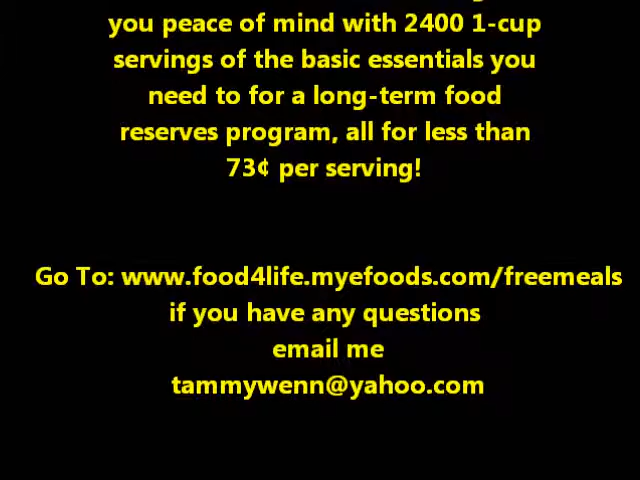 you peace of mind with 2400 1-cup
servings of the basic essentials you
need to for a long-term food
reserves program, all for less than
73¢ per serving!
Go To: www.food4life.myefoods.com/freemeals
if you have any questions
email me
tammywenn@yahoo.com